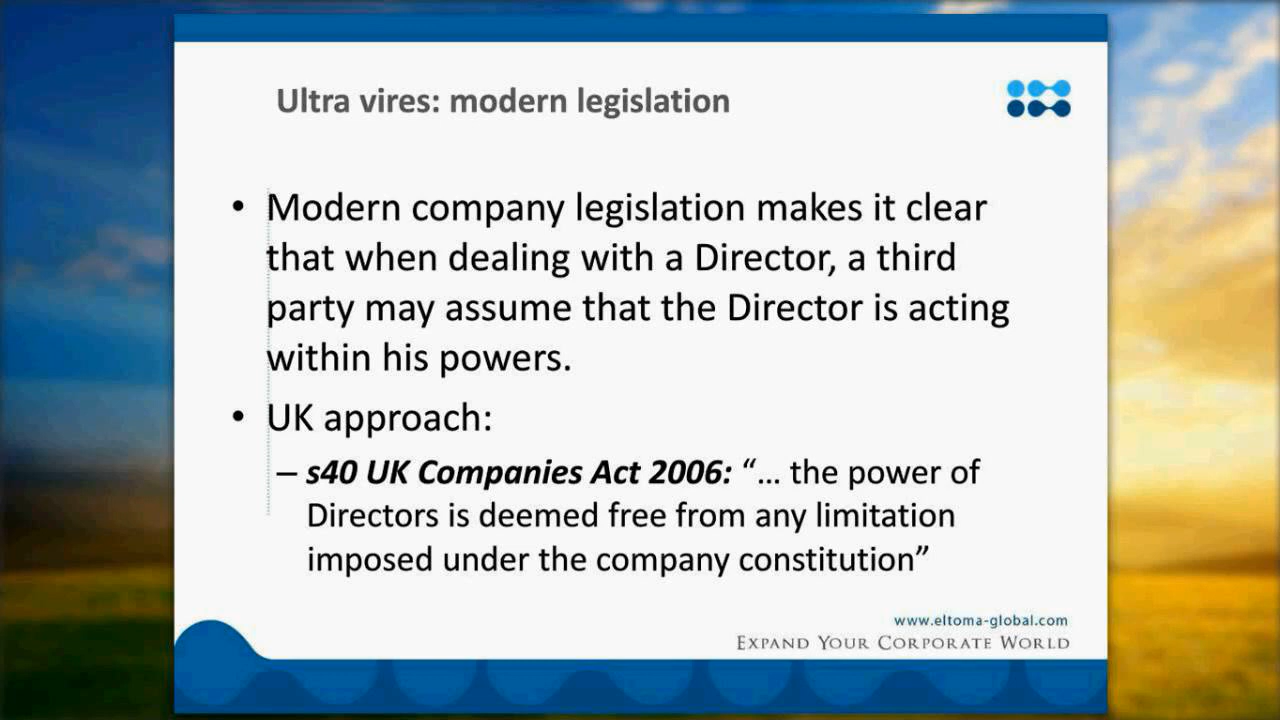 Ultra vires: modern legislation
• Modern company legislation makes it clear
that when dealing with a Director, a third
party may assume that the Director is acting
within his powers.
• UK approach:
– s40 UK Companies Act 2006: “… the power of
Directors is deemed free from any limitation
imposed under the company constitution”
www.eltoma-global.com
Expand Your Corporate World